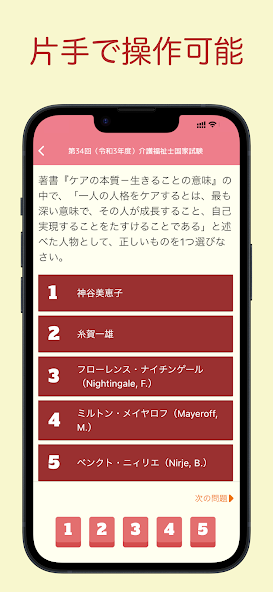 片手で操作可能
第34回（令和3年度）介護福祉士国家試験
著書『ケアの本質－生きることの意味』の
中で、「一人の人格をケアするとは、最も
深い意味で、その人が成長すること、自己
実現することをたすけることである」と述
べた人物として、正しいものを1つ選びな
さい。
1 神谷美恵子
2 糸賀一雄
3 フローレンス・ナイチンゲール
（Nightingale, F.）
4 ミルトン・メイヤロフ（Mayeroff,
M.）
5 ベンクト・ニィリエ（Nirje, B.）
次の問題
1 2 3 4 5